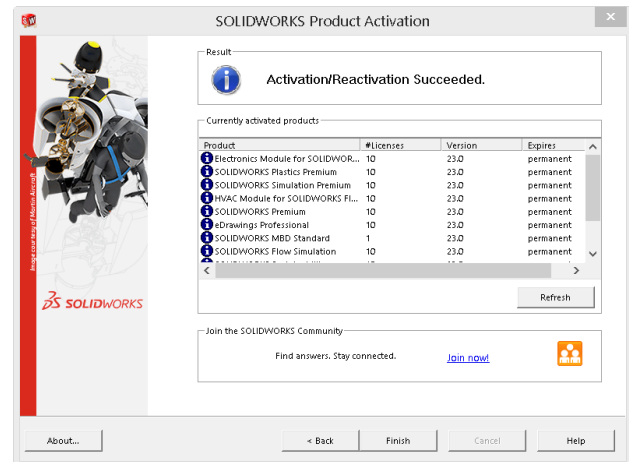 SOLIDWORKS Product Activation
Result
Activation/Reactivation Succeeded.
Currently activated products
Product #Licenses Version Expires
Electronics Module for SOLIDWOR... 10 23.0 permanent
SOLIDWORKS Plastics Premium 10 23.0 permanent
SOLIDWORKS Simulation Premium 10 23.0 permanent
HVAC Module for SOLIDWORKS Fl... 10 23.0 permanent
SOLIDWORKS Premium 10 23.0 permanent
eDrawings Professional 10 23.0 permanent
SOLIDWORKS MBD Standard 1 23.0 permanent
SOLIDWORKS Flow Simulation 10 23.0 permanent
Image courtesy of Martin Aircraft
SOLIDWORKS
Refresh
Join the SOLIDWORKS Community
Find answers. Stay connected. Join now!
About... < Back Finish Cancel Help